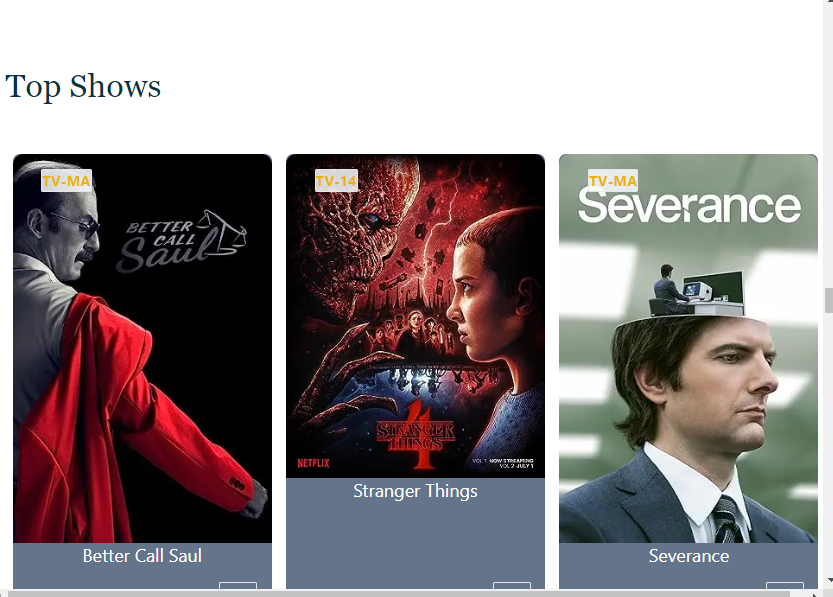 Top Shows
TV-MA
BETTER
CALL
Saul
Better Call Saul
TV-14
STRANGER
THINGS
4
NETFLIX
VOL 1 NOW STREAMING
VOL 2 JULY 1
Stranger Things
TV-MA
Severance
Severance